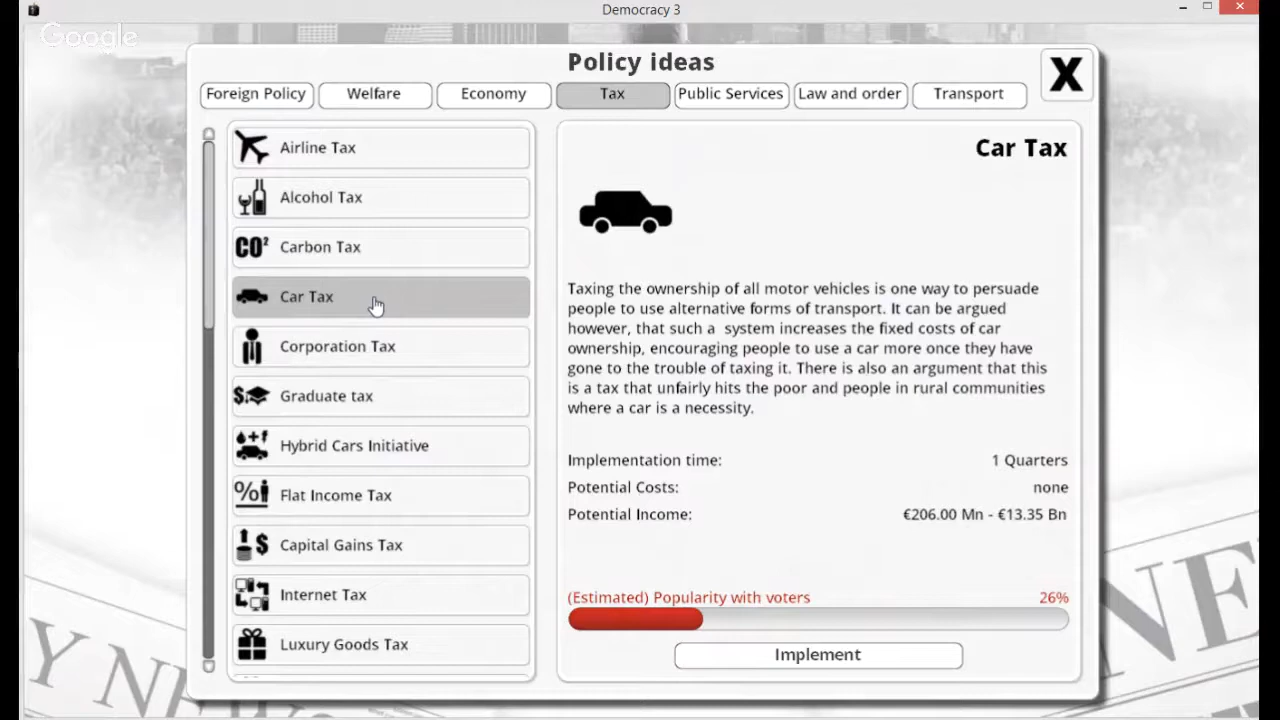 Democracy 3
Google
Policy ideas
X
Foreign Policy
Welfare
Economy
Tax
Public Services
Law and order
Transport
Airline Tax
Alcohol Tax
CO² Carbon Tax
Car Tax
Corporation Tax
$ Graduate tax
Hybrid Cars Initiative
% Flat Income Tax
$ Capital Gains Tax
Internet Tax
Luxury Goods Tax
Car Tax
Taxing the ownership of all motor vehicles is one way to persuade
people to use alternative forms of transport. It can be argued
however, that such a system increases the fixed costs of car
ownership, encouraging people to use a car more once they have
gone to the trouble of taxing it. There is also an argument that this
is a tax that unfairly hits the poor and people in rural communities
where a car is a necessity.
Implementation time: 1 Quarters
Potential Costs: none
Potential Income: €206.00 Mn - €13.35 Bn
(Estimated) Popularity with voters 26%
Implement
Y NEWS
NE